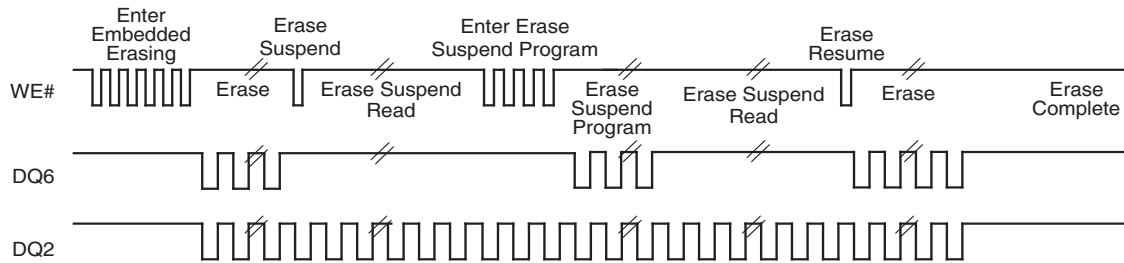 Enter
Embedded
Erasing
Erase
Suspend
Enter Erase
Suspend Program
Erase
Resume
WE#
Erase
Erase Suspend
Read
Erase
Suspend
Program
Erase Suspend
Read
Erase
Erase
Complete
DQ6
DQ2